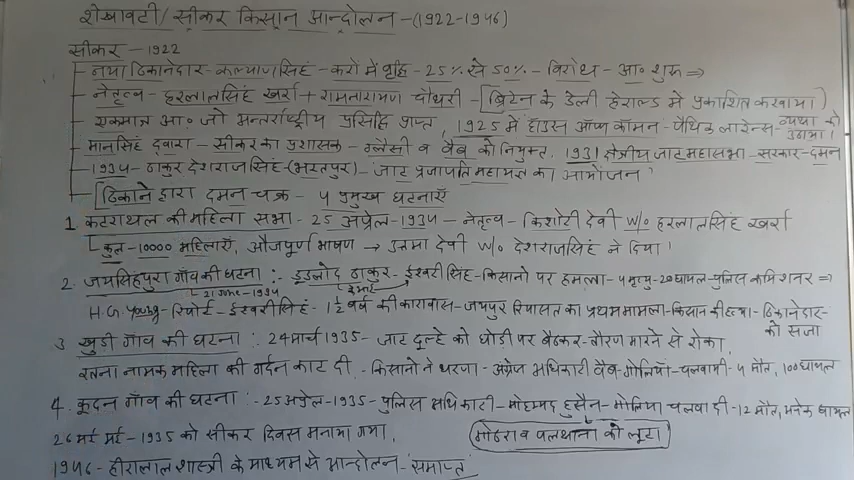 शेखावटी/सीकर किसान आन्दोलन-(1922-1946)
सीकर-1922
नया ठिकानेदार-कल्याणसिंह-करों में वृद्धि-25% से 50%-विरोध-आ० शुरू ⇒
नेतृत्व-हरलालसिंह खर्रा+रामनारायण चौधरी-[ब्रिटेन के डेली हेराल्ड में प्रकाशित करवाया)
एकमात्र आ० जो अन्तर्राष्ट्रीय प्रसिद्धि प्राप्त, 1925 में हाउस ऑफ कॉमन-पैथिक लारेन्स-व्यथा को उठाया।
मानसिंह द्वारा-सीकर का प्रशासक- व वैब को नियुक्त, 1931 क्षेत्रीय जाट महासभा-सरकार-दमन
1934-ठाकुर देशराजसिंह-(भरतपुर)-जाट प्रजापति महायज्ञ का आयोजन
[ठिकाने द्वारा दमन चक्र-4 प्रमुख घटनाएँ
1. कटराथल की महिला सभा-25 अप्रेल-1934-नेतृत्व-किशोरी देवी w/o हरलालसिंह खर्रा
कुल-10000 महिलाएँ, औजपूर्ण भाषण → उत्तमा देवी w/o देशराजसिंह ने दिया।
2. जयसिंहपुरा गाँव की घटना:- डूंडलोद ठाकुर-ईश्वरीसिंह-किसानो पर हमला-4 मृत्यु-20 घायल-पुलिस कमिशनर ⇒
21 June-1934
H.G. Young-रिपोर्ट-ईश्वरीसिंह-1½ वर्ष की कारावास-जयपुर रियासत का प्रथम मामला-किसान की हत्या-ठिकानेदार-को सजा
3 खुडी गाँव की घटना:- 24 मार्च 1935-जाट दूल्हे को घोडी पर बैठकर-तौरण मारने से रोका,
रतना नामक महिला की गर्दन काट दी.-किसानो ने धरणा-अंग्रेज अधिकारी वैब-गोलियाँ-चलवायी-4 मौत, 100 घायल
4. कूदन गाँव की घटना:-25 अप्रेल-1935-पुलिस अधिकारी-मोहम्मद हुसैन-गोलिया चलवा दी-12 मौत, अनेक घायल
26 मई-1935 को सीकर दिवस मनाया गया, गोठडा व पलथाना को लूटा
1946-हीरालाल शास्त्री के माध्यम से आन्दोलन-समाप्त